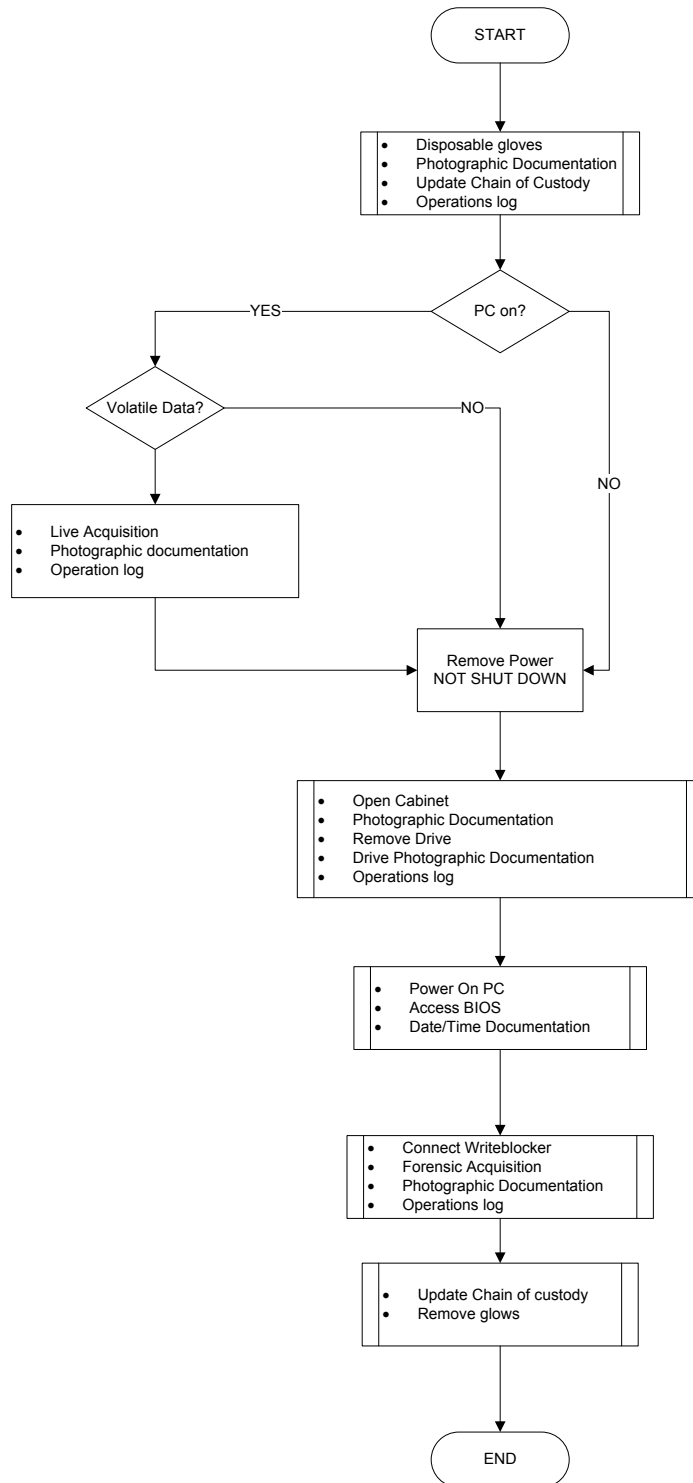 START
• Disposable gloves
• Photographic Documentation
• Update Chain of Custody
• Operations log
PC on?
YES
Volatile Data?
NO
NO
• Live Acquisition
• Photographic documentation
• Operation log
Remove Power
NOT SHUT DOWN
• Open Cabinet
• Photographic Documentation
• Remove Drive
• Drive Photographic Documentation
• Operations log
• Power On PC
• Access BIOS
• Date/Time Documentation
• Connect Writeblocker
• Forensic Acquisition
• Photographic Documentation
• Operations log
• Update Chain of custody
• Remove glows
END